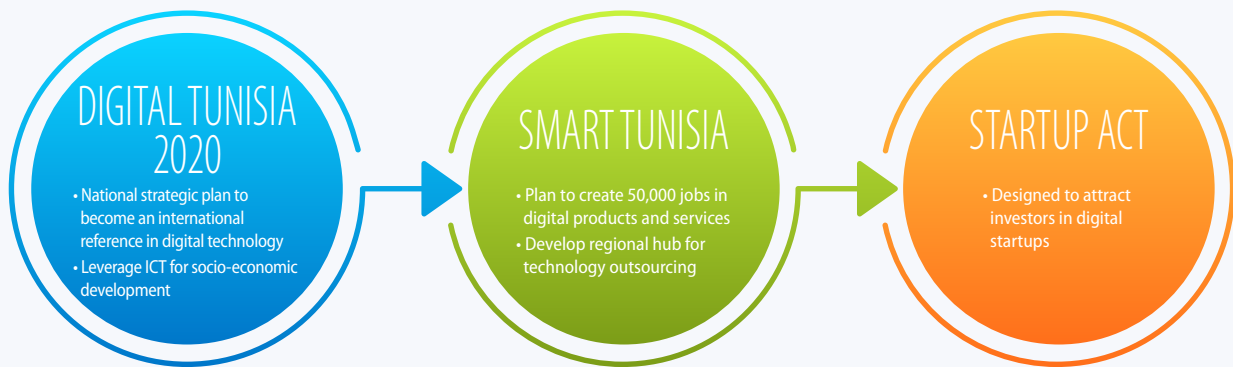 DIGITAL TUNISIA
2020
• National strategic plan to
become an international
reference in digital technology
• Leverage ICT for socio-economic
development
SMART TUNISIA
• Plan to create 50,000 jobs in
digital products and services
• Develop regional hub for
technology outsourcing
STARTUP ACT
• Designed to attract
investors in digital
startups